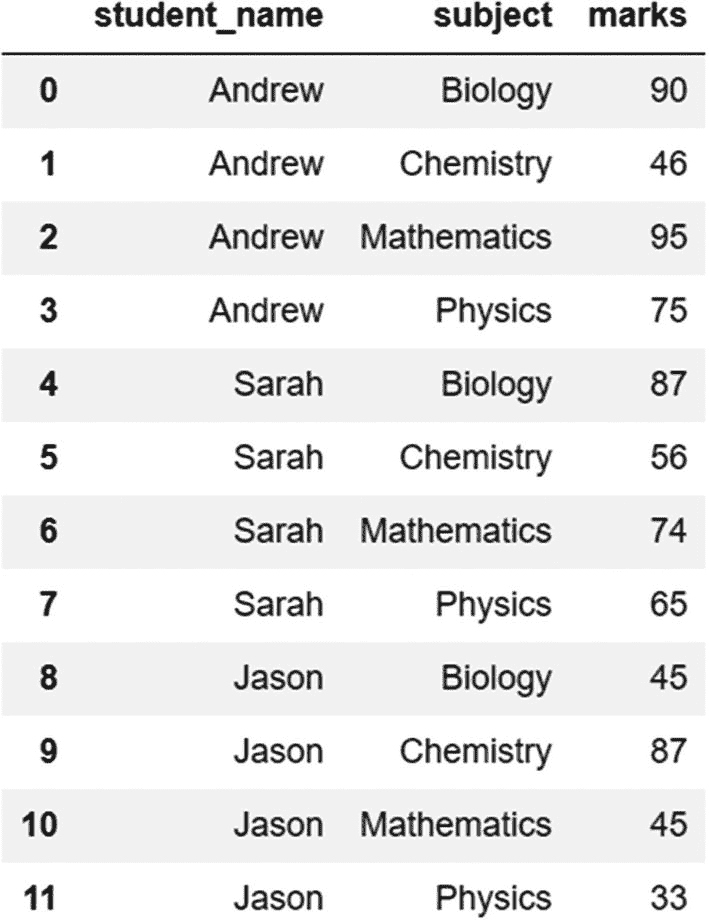 student_name subject marks
0 Andrew Biology 90
1 Andrew Chemistry 46
2 Andrew Mathematics 95
3 Andrew Physics 75
4 Sarah Biology 87
5 Sarah Chemistry 56
6 Sarah Mathematics 74
7 Sarah Physics 65
8 Jason Biology 45
9 Jason Chemistry 87
10 Jason Mathematics 45
11 Jason Physics 33